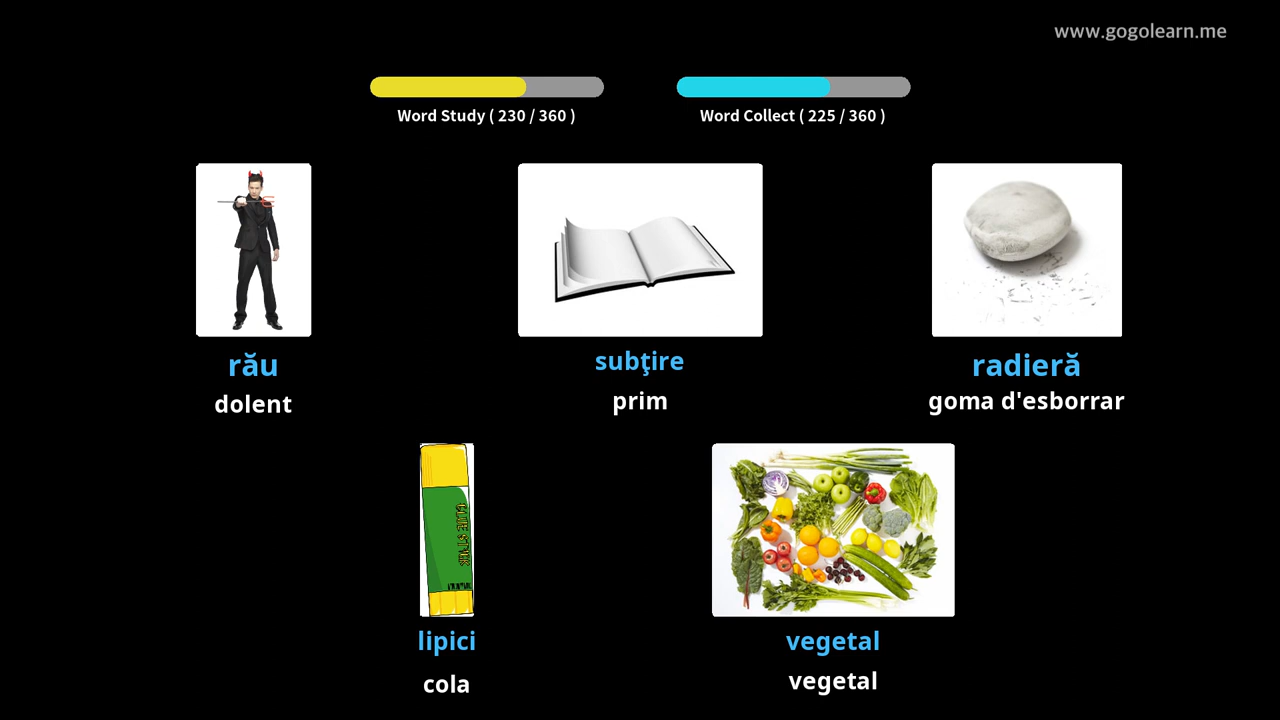 www.gogolearn.me
Word Study ( 230 / 360 )
Word Collect ( 225 / 360 )
rău
subţire
radieră
dolent
prim
goma d'esborrar
lipici
vegetal
cola
vegetal